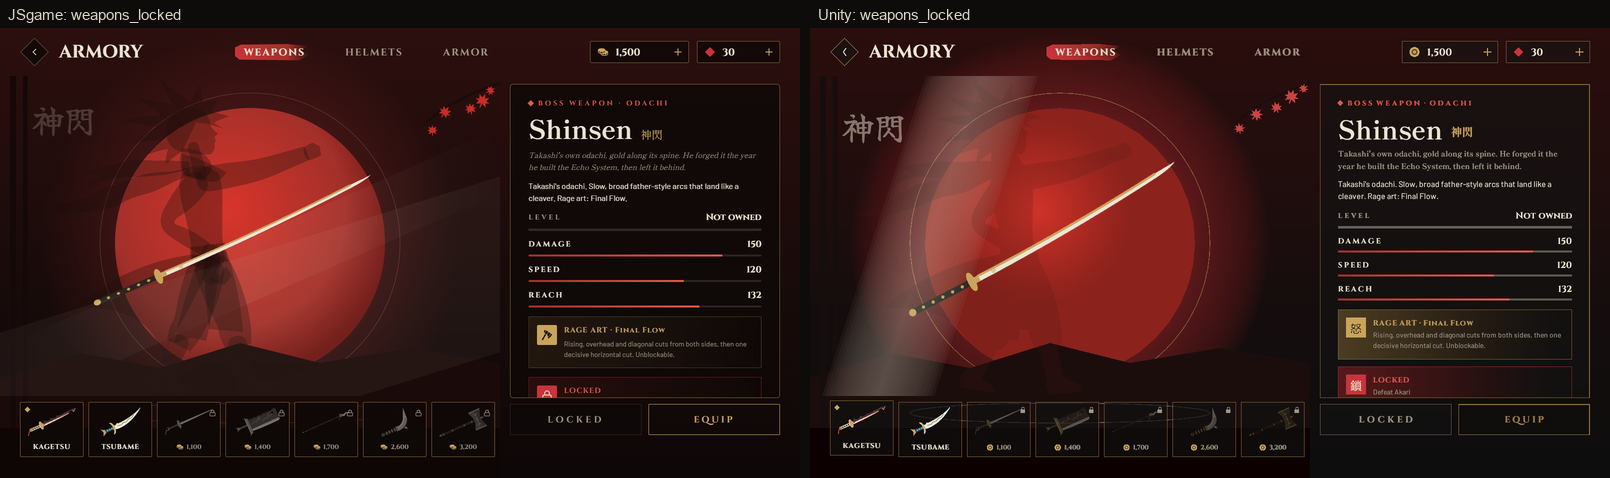 JSgame: weapons_locked
ARMORY
WEAPONS
HELMETS
ARMOR
1,500
+
30
+
神閃
BOSS WEAPON · ODACHI
Shinsen 神閃
Takashi's own odachi, gold along its spine. He forged it the year
he built the Echo System, then left it behind.
Takashi's odachi. Slow, broad father-style arcs that land like a
cleaver. Rage art: Final Flow.
LEVEL
NOT OWNED
DAMAGE
150
SPEED
120
REACH
132
RAGE ART · Final Flow
Rising, overhead and diagonal cuts from both sides, then one
decisive horizontal cut. Unblockable.
LOCKED
KAGETSU
TSUBAME
1,100
1,400
1,700
2,600
3,200
LOCKED
EQUIP
Unity: weapons_locked
ARMORY
WEAPONS
HELMETS
ARMOR
1,500
+
30
+
神閃
BOSS WEAPON · ODACHI
Shinsen 神閃
Takashi's own odachi, gold along its spine. He forged it the
year he built the Echo System, then left it behind.
Takashi's odachi. Slow, broad father-style arcs that land like a
cleaver. Rage art: Final Flow.
LEVEL
NOT OWNED
DAMAGE
150
SPEED
120
REACH
132
RAGE ART · Final Flow
Rising, overhead and diagonal cuts from both sides, then one
decisive horizontal cut. Unblockable.
鎖
LOCKED
Defeat Akari
KAGETSU
TSUBAME
1,100
1,400
1,700
2,600
3,200
LOCKED
EQUIP